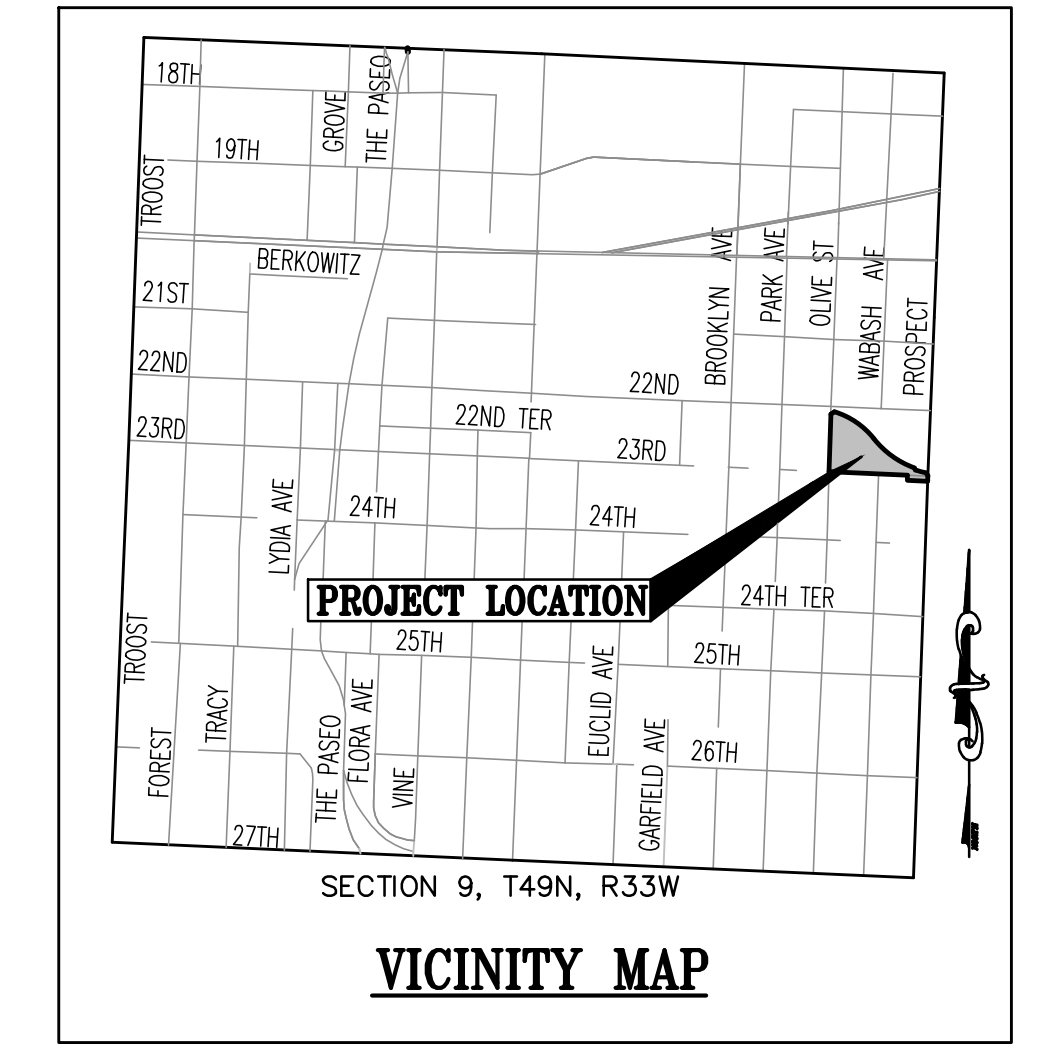 18TH
GROVE
THE PASEO
19TH
TROOST
BERKOWITZ
21ST
BROOKLYN AVE
PARK AVE
OLIVE ST
WABASH AVE
PROSPECT
22ND
22ND
22ND TER
23RD
23RD
LYDIA AVE
24TH
24TH
PROJECT LOCATION
24TH TER
25TH
25TH
TROOST
FOREST
TRACY
THE PASEO
FLORA AVE
VINE
EUCLID AVE
GARFIELD AVE
26TH
27TH
SECTION 9, T49N, R33W
VICINITY MAP